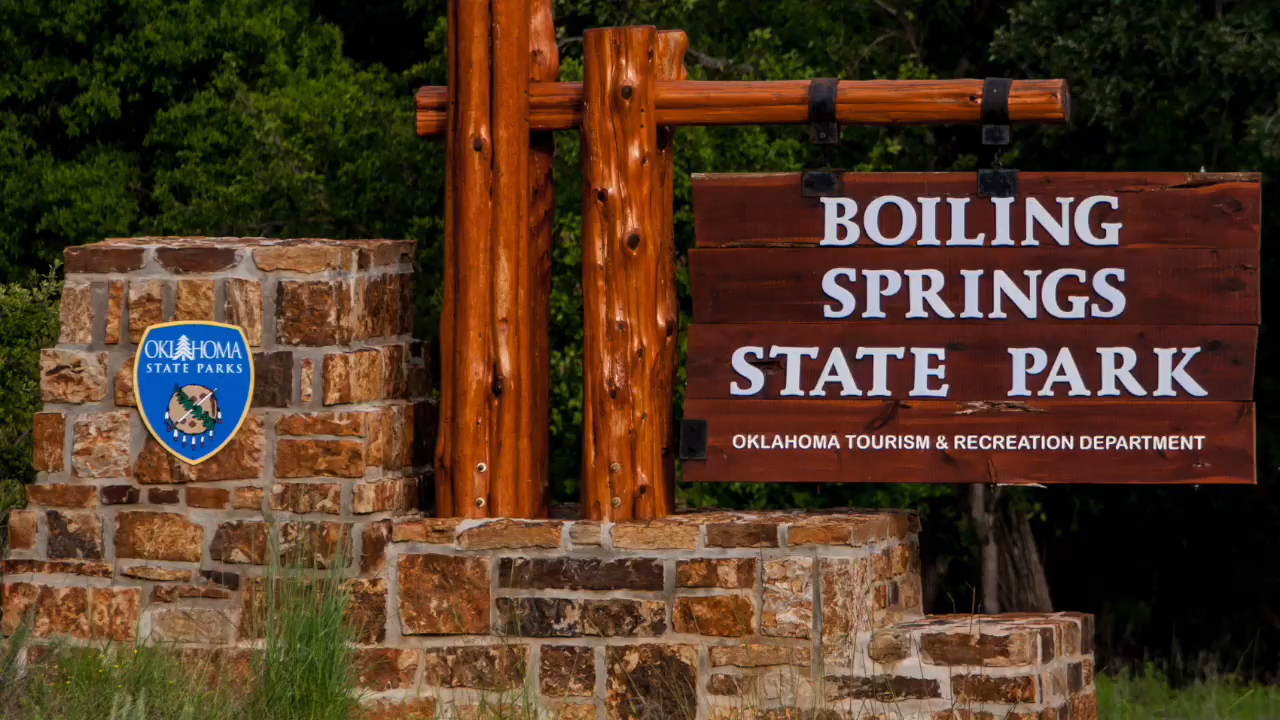 OKLAHOMA
STATE PARKS
BOILING
SPRINGS
STATE PARK
OKLAHOMA TOURISM & RECREATION DEPARTMENT